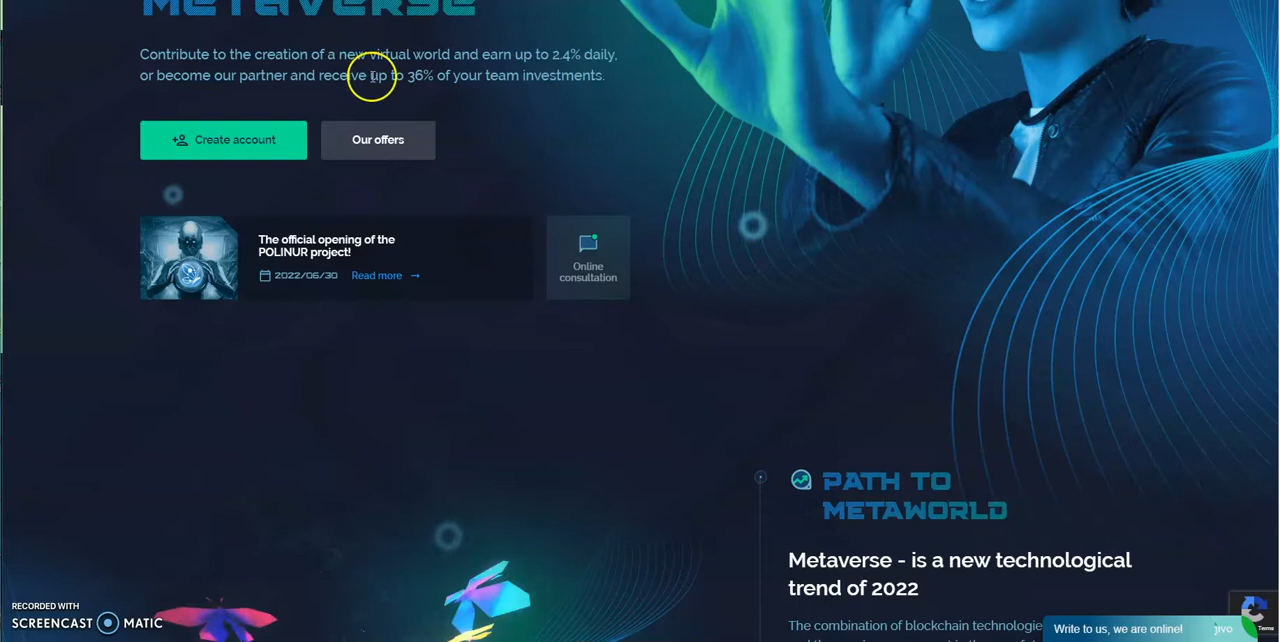 METAVERSE
Contribute to the creation of a new virtual world and earn up to 2.4% daily,
or become our partner and receive up to 36% of your team investments.
Create account
Our offers
The official opening of the
POLINUR project!
2022/06/30 Read more →
Online
consultation
PATH TO
METAWORLD
Metaverse - is a new technological
trend of 2022
The combination of blockchain technologie
RECORDED WITH
SCREENCAST MATIC
Write to us, we are online! jivo
Terms